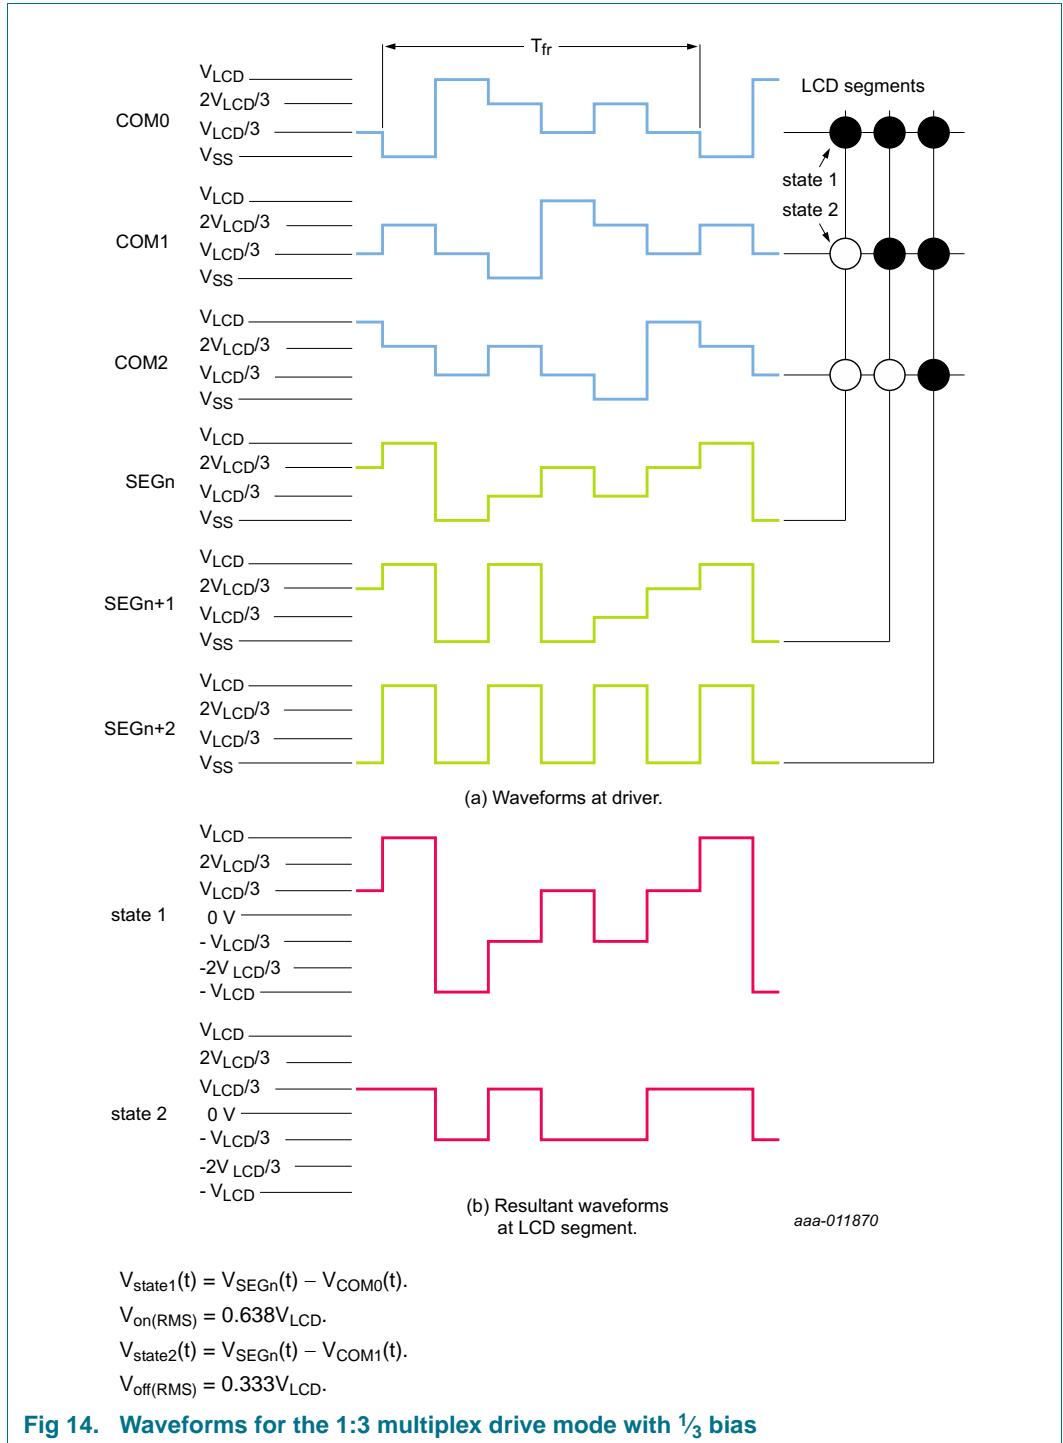 Tfr
VLCD
2VLCD/3
COM0
VLCD/3
VSS
LCD segments
state 1
state 2
VLCD
2VLCD/3
COM1
VLCD/3
VSS
VLCD
2VLCD/3
COM2
VLCD/3
VSS
VLCD
2VLCD/3
SEGn
VLCD/3
VSS
VLCD
2VLCD/3
SEGn+1
VLCD/3
VSS
VLCD
2VLCD/3
SEGn+2
VLCD/3
VSS
(a) Waveforms at driver.
VLCD
2VLCD/3
VLCD/3
state 1
0 V
- VLCD/3
-2V LCD/3
- VLCD
VLCD
2VLCD/3
VLCD/3
state 2
0 V
- VLCD/3
-2V LCD/3
- VLCD
(b) Resultant waveforms
at LCD segment.
aaa-011870
Vstate1(t) = VSEGn(t) − VCOM0(t).
Von(RMS) = 0.638VLCD.
Vstate2(t) = VSEGn(t) − VCOM1(t).
Voff(RMS) = 0.333VLCD.
Fig 14. Waveforms for the 1:3 multiplex drive mode with 1⁄3 bias